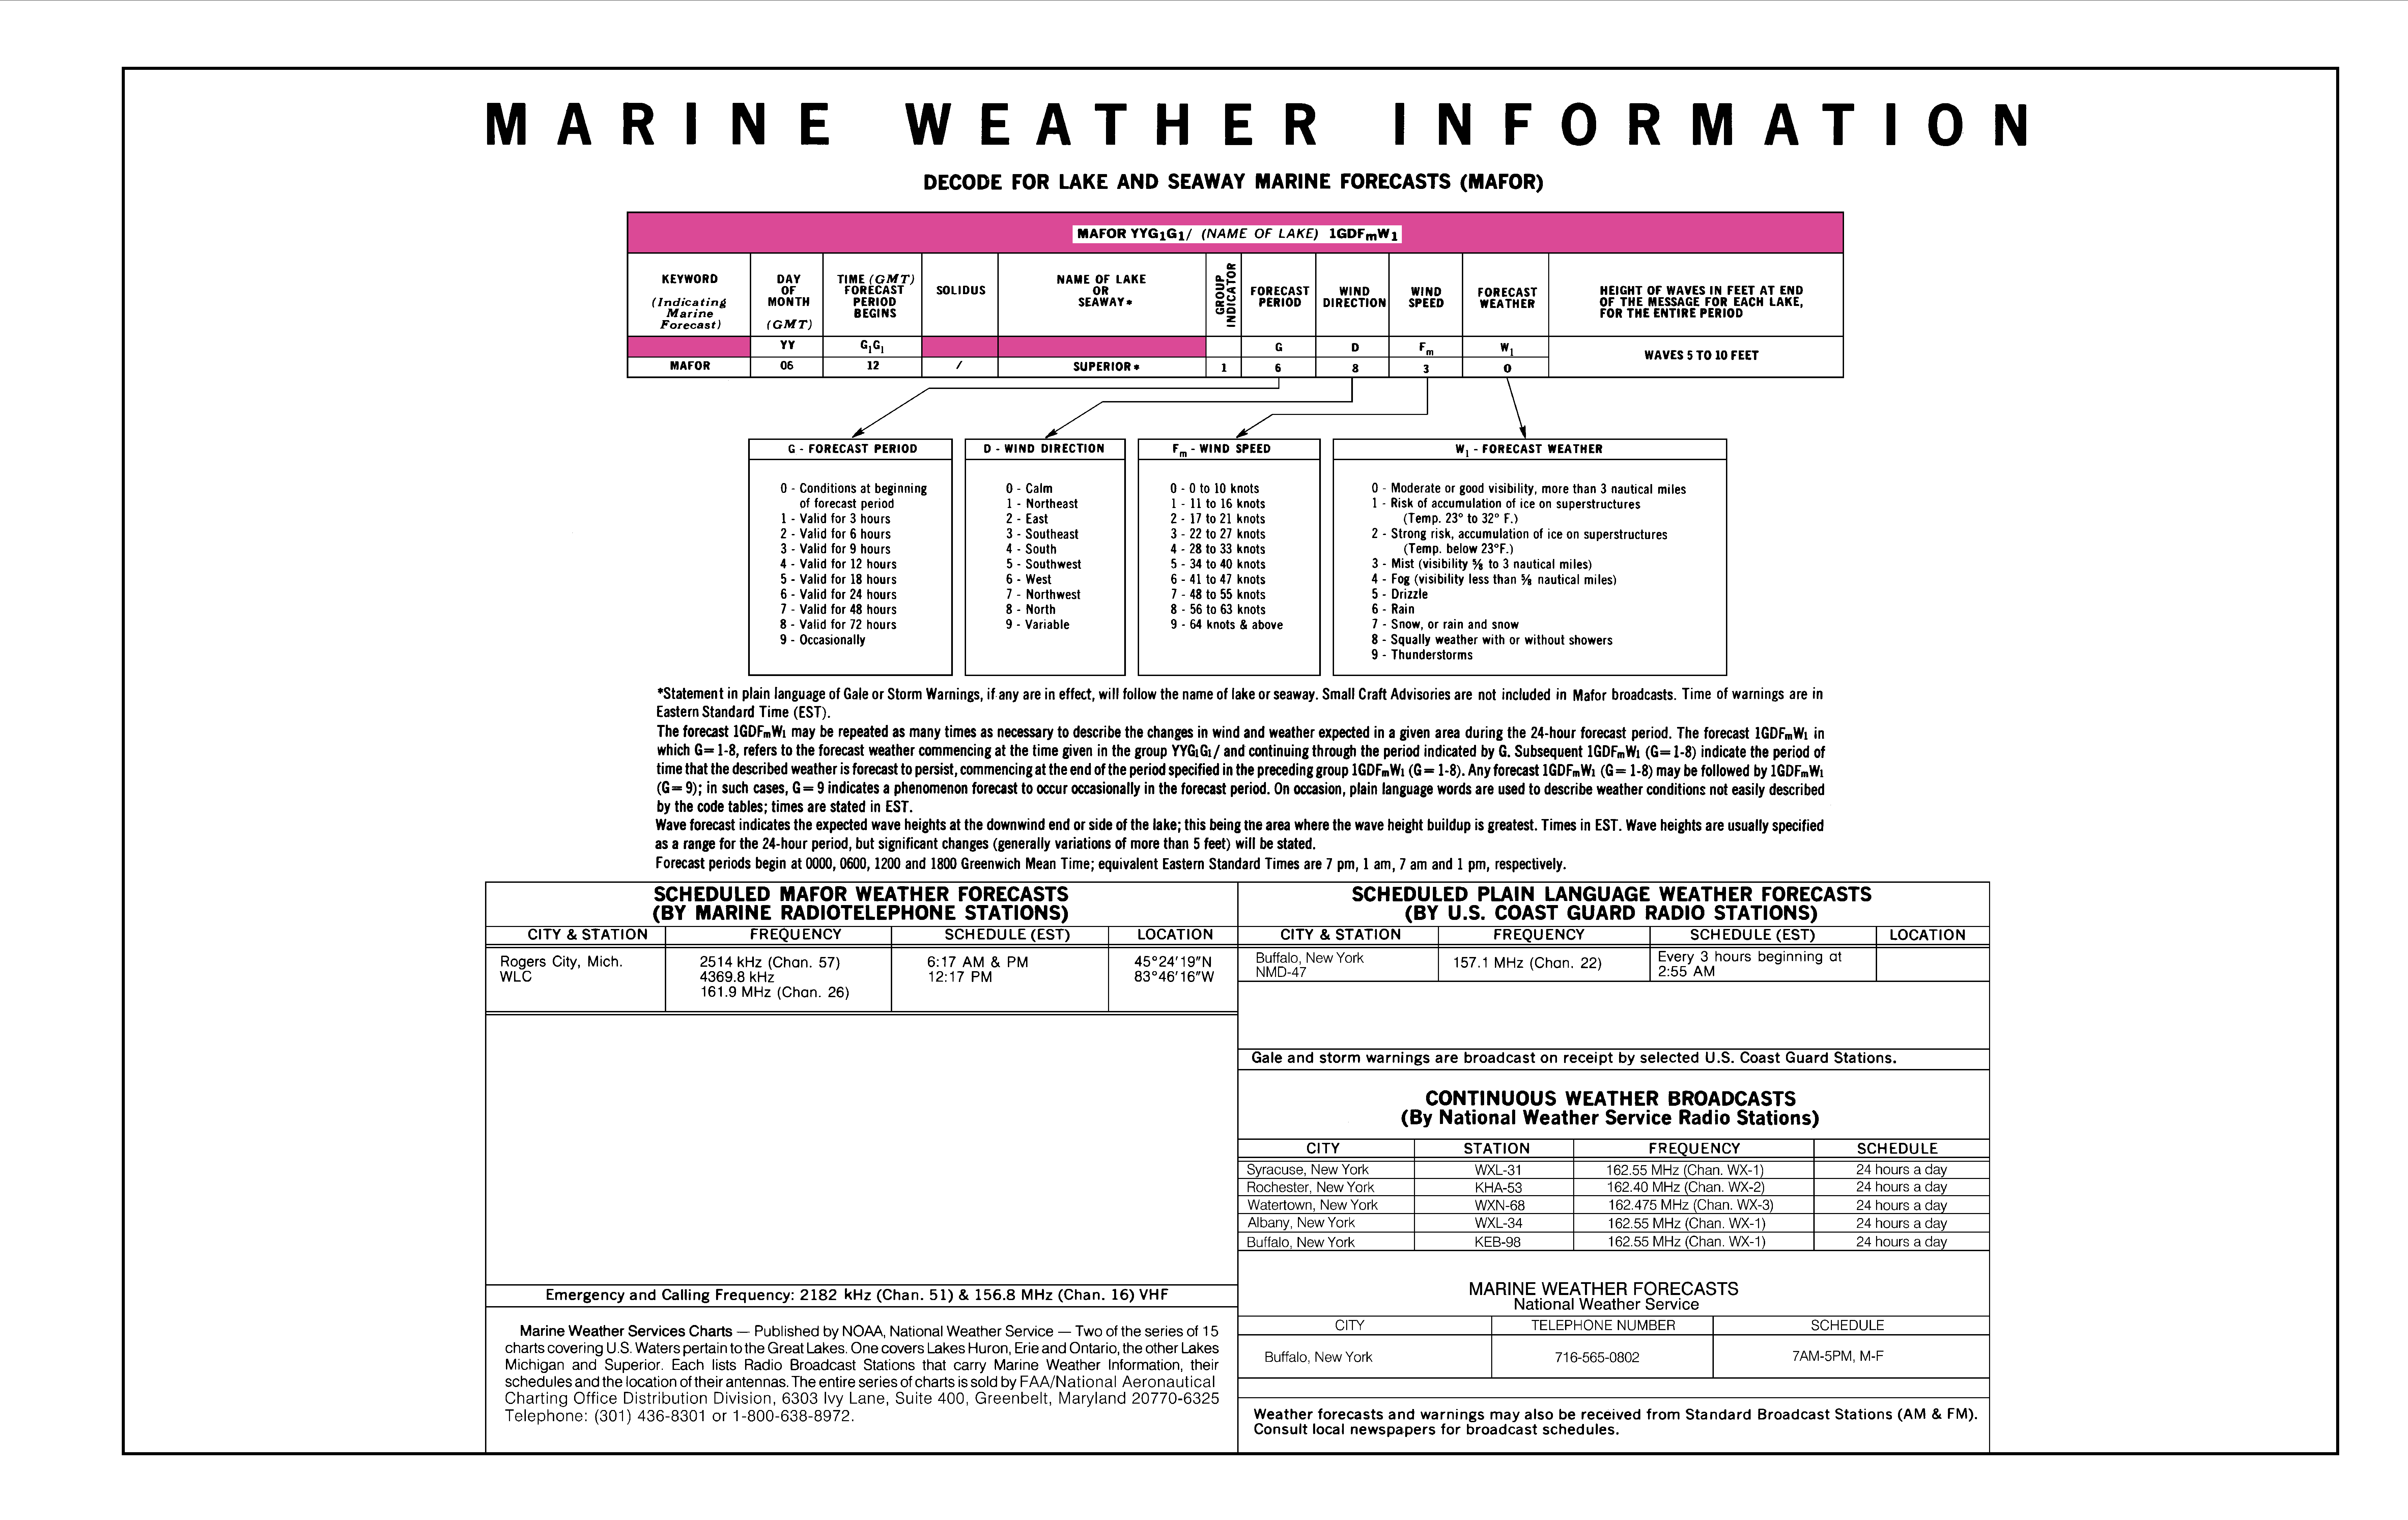 MARINE WEATHER INFORMATION
DECODE FOR LAKE AND SEAWAY MARINE FORECASTS (MAFOR)
MAFOR YYG1G1/ (NAME OF LAKE) 1GDFmW1
KEYWORD
(Indicating
Marine
Forecast)
DAY
OF
MONTH
(GMT)
TIME (GMT)
FORECAST
PERIOD
BEGINS
SOLIDUS
NAME OF LAKE
OR
SEAWAY*
GROUP
INDICATOR
FORECAST
PERIOD
WIND
DIRECTION
WIND
SPEED
FORECAST
WEATHER
HEIGHT OF WAVES IN FEET AT END
OF THE MESSAGE FOR EACH LAKE,
FOR THE ENTIRE PERIOD
YY G1G1 G D Fm W1
WAVES 5 TO 10 FEET
MAFOR 06 12 / SUPERIOR* 1 6 8 3 0
G - FORECAST PERIOD
0 - Conditions at beginning
of forecast period
1 - Valid for 3 hours
2 - Valid for 6 hours
3 - Valid for 9 hours
4 - Valid for 12 hours
5 - Valid for 18 hours
6 - Valid for 24 hours
7 - Valid for 48 hours
8 - Valid for 72 hours
9 - Occasionally
D - WIND DIRECTION
0 - Calm
1 - Northeast
2 - East
3 - Southeast
4 - South
5 - Southwest
6 - West
7 - Northwest
8 - North
9 - Variable
Fm - WIND SPEED
0 - 0 to 10 knots
1 - 11 to 16 knots
2 - 17 to 21 knots
3 - 22 to 27 knots
4 - 28 to 33 knots
5 - 34 to 40 knots
6 - 41 to 47 knots
7 - 48 to 55 knots
8 - 56 to 63 knots
9 - 64 knots & above
W1 - FORECAST WEATHER
0 - Moderate or good visibility, more than 3 nautical miles
1 - Risk of accumulation of ice on superstructures
(Temp. 23° to 32° F.)
2 - Strong risk, accumulation of ice on superstructures
(Temp. below 23°F.)
3 - Mist (visibility ⅝ to 3 nautical miles)
4 - Fog (visibility less than ⅝ nautical miles)
5 - Drizzle
6 - Rain
7 - Snow, or rain and snow
8 - Squally weather with or without showers
9 - Thunderstorms
*Statement in plain language of Gale or Storm Warnings, if any are in effect, will follow the name of lake or seaway. Small Craft Advisories are not included in Mafor broadcasts. Time of warnings are in
Eastern Standard Time (EST).
The forecast 1GDFmW1 may be repeated as many times as necessary to describe the changes in wind and weather expected in a given area during the 24-hour forecast period. The forecast 1GDFmW1 in
which G= 1-8, refers to the forecast weather commencing at the time given in the group YYG1G1/ and continuing through the period indicated by G. Subsequent 1GDFmW1 (G=1-8) indicate the period of
time that the described weather is forecast to persist, commencing at the end of the period specified in the preceding group 1GDFmW1 (G= 1-8). Any forecast 1GDFmW1 (G= 1-8) may be followed by 1GDFmW1
(G=9); in such cases, G=9 indicates a phenomenon forecast to occur occasionally in the forecast period. On occasion, plain language words are used to describe weather conditions not easily described
by the code tables; times are stated in EST.
Wave forecast indicates the expected wave heights at the downwind end or side of the lake; this being the area where the wave height buildup is greatest. Times in EST. Wave heights are usually specified
as a range for the 24-hour period, but significant changes (generally variations of more than 5 feet) will be stated.
Forecast periods begin at 0000, 0600, 1200 and 1800 Greenwich Mean Time; equivalent Eastern Standard Times are 7 pm, 1 am, 7 am and 1 pm, respectively.
SCHEDULED MAFOR WEATHER FORECASTS
(BY MARINE RADIOTELEPHONE STATIONS)
CITY & STATION FREQUENCY SCHEDULE (EST) LOCATION
Rogers City, Mich. 2514 kHz (Chan. 57) 6:17 AM & PM 45°24'19"N
WLC 4369.8 kHz 12:17 PM 83°46'16"W
161.9 MHz (Chan. 26)
Emergency and Calling Frequency: 2182 kHz (Chan. 51) & 156.8 MHz (Chan. 16) VHF
Marine Weather Services Charts — Published by NOAA, National Weather Service — Two of the series of 15
charts covering U.S. Waters pertain to the Great Lakes. One covers Lakes Huron, Erie and Ontario, the other Lakes
Michigan and Superior. Each lists Radio Broadcast Stations that carry Marine Weather Information, their
schedules and the location of their antennas. The entire series of charts is sold by FAA/National Aeronautical
Charting Office Distribution Division, 6303 Ivy Lane, Suite 400, Greenbelt, Maryland 20770-6325
Telephone: (301) 436-8301 or 1-800-638-8972.
SCHEDULED PLAIN LANGUAGE WEATHER FORECASTS
(BY U.S. COAST GUARD RADIO STATIONS)
CITY & STATION FREQUENCY SCHEDULE (EST) LOCATION
Buffalo, New York 157.1 MHz (Chan. 22) Every 3 hours beginning at
NMD-47 2:55 AM
Gale and storm warnings are broadcast on receipt by selected U.S. Coast Guard Stations.
CONTINUOUS WEATHER BROADCASTS
(By National Weather Service Radio Stations)
CITY STATION FREQUENCY SCHEDULE
Syracuse, New York WXL-31 162.55 MHz (Chan. WX-1) 24 hours a day
Rochester, New York KHA-53 162.40 MHz (Chan. WX-2) 24 hours a day
Watertown, New York WXN-68 162.475 MHz (Chan. WX-3) 24 hours a day
Albany, New York WXL-34 162.55 MHz (Chan. WX-1) 24 hours a day
Buffalo, New York KEB-98 162.55 MHz (Chan. WX-1) 24 hours a day
MARINE WEATHER FORECASTS
National Weather Service
CITY TELEPHONE NUMBER SCHEDULE
Buffalo, New York 716-565-0802 7AM-5PM, M-F
Weather forecasts and warnings may also be received from Standard Broadcast Stations (AM & FM).
Consult local newspapers for broadcast schedules.